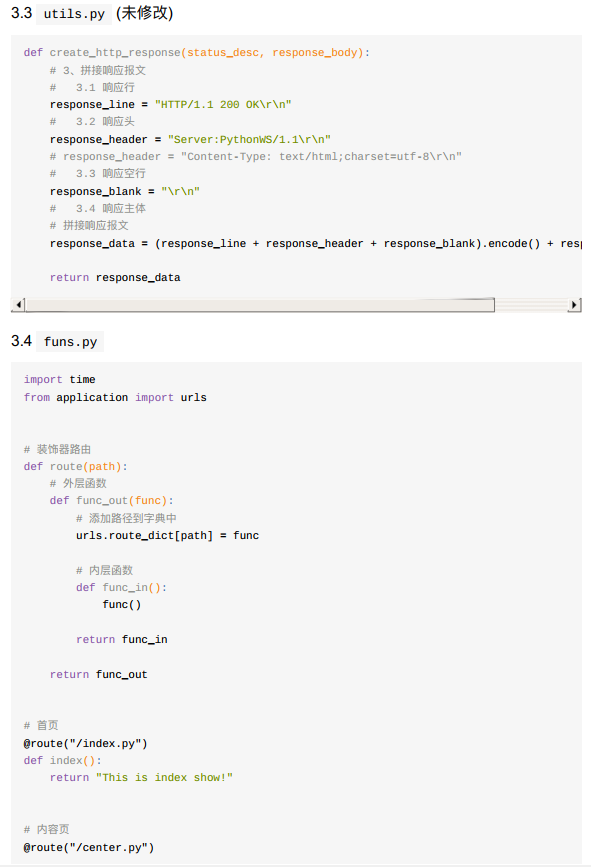 3.3 utils.py (未修改)
def create_http_response(status_desc, response_body):
    # 3、拼接响应报文
    #   3.1 响应行
    response_line = "HTTP/1.1 200 OK\r\n"
    #   3.2 响应头
    response_header = "Server:PythonWS/1.1\r\n"
    # response_header = "Content-Type: text/html;charset=utf-8\r\n"
    #   3.3 响应空行
    response_blank = "\r\n"
    #   3.4 响应主体
    # 拼接响应报文
    response_data = (response_line + response_header + response_blank).encode() + resp
    return response_data
3.4 funs.py
import time
from application import urls
# 装饰器路由
def route(path):
    # 外层函数
    def func_out(func):
        # 添加路径到字典中
        urls.route_dict[path] = func
        # 内层函数
        def func_in():
            func()
        return func_in
    return func_out
# 首页
@route("/index.py")
def index():
    return "This is index show!"
# 内容页
@route("/center.py")